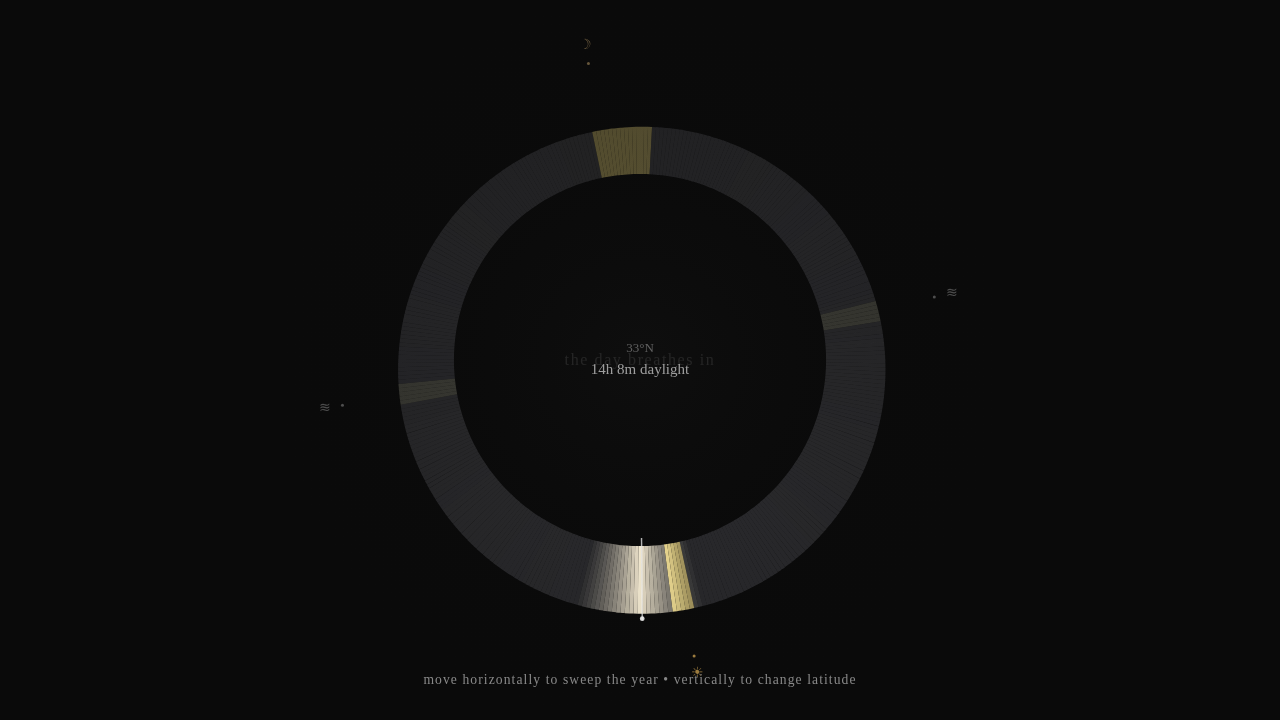 33°N
the day breathes in
14h 8m daylight
move horizontally to sweep the year • vertically to change latitude